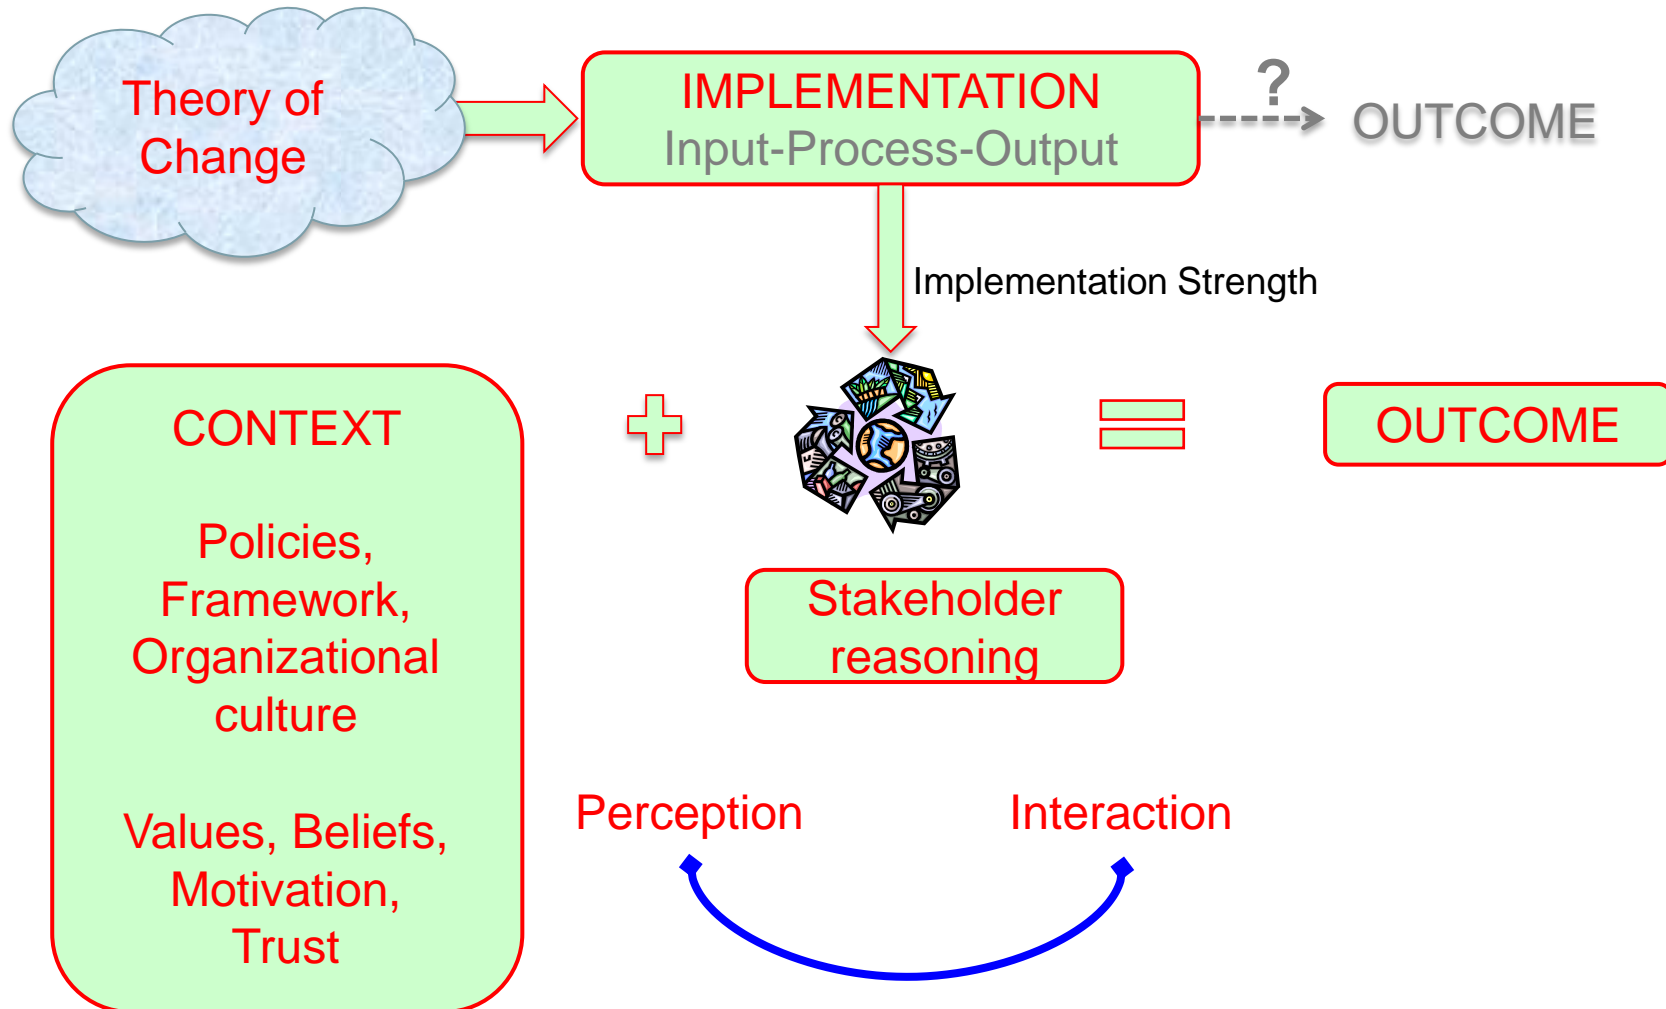 Theory of
Change
IMPLEMENTATION
Input-Process-Output
?
OUTCOME
Implementation Strength
CONTEXT
Policies,
Framework,
Organizational
culture
Values, Beliefs,
Motivation,
Trust
OUTCOME
Stakeholder
reasoning
Perception
Interaction